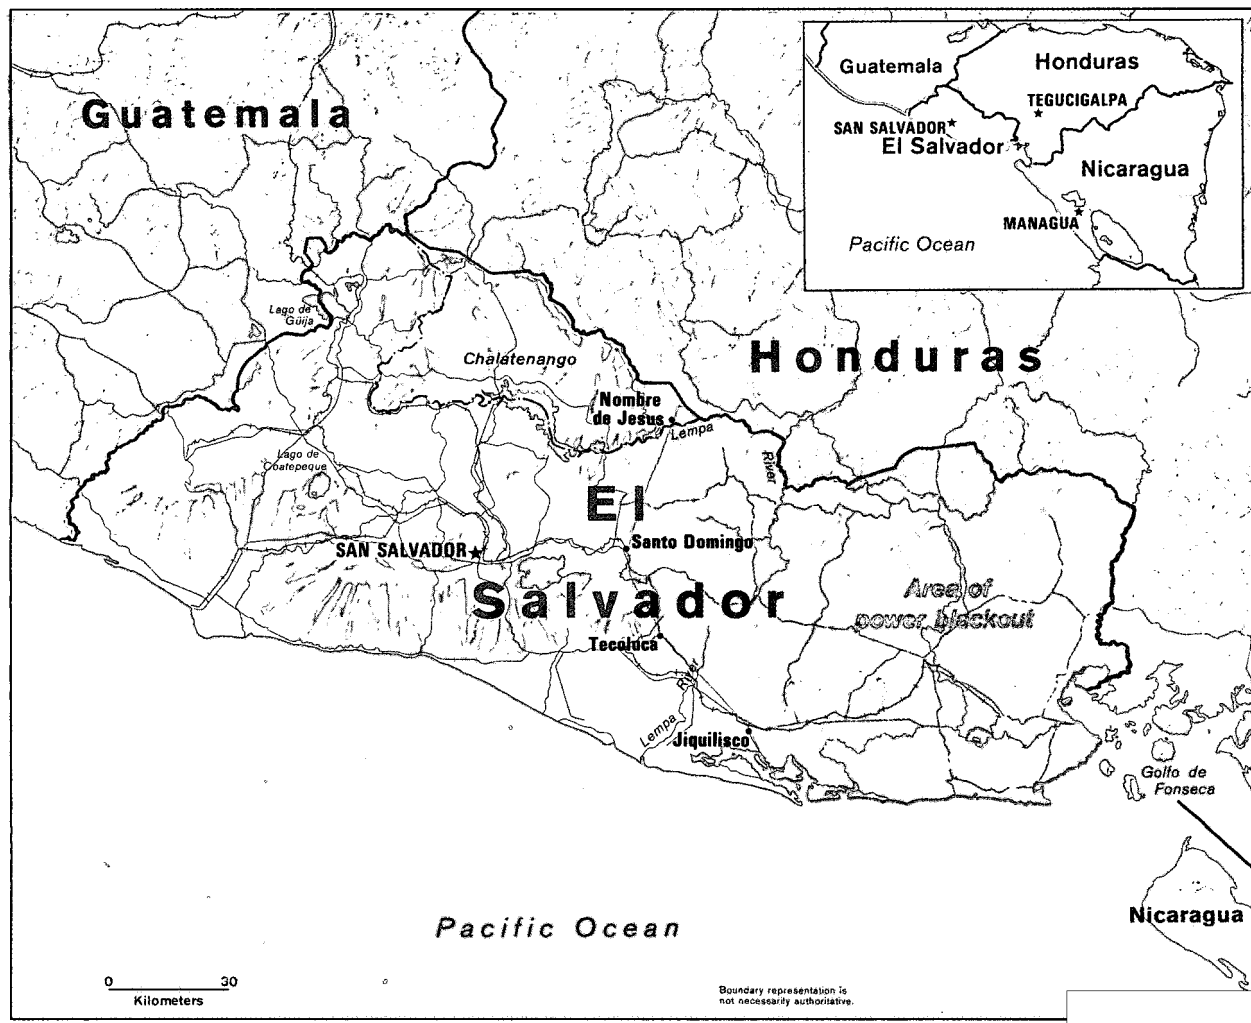 Guatemala
Honduras
Guatemala
TEGUCIGALPA
SAN SALVADOR
El Salvador
Nicaragua
MANAGUA
Pacific Ocean
Lago de
Güija
Chalatenango
Honduras
Nombre
de Jesus
Lempa
River
Lago de
Coatepeque
El
SAN SALVADOR
Santo Domingo
Salvador
Area of
power blackout
Tecoluca
River
Lempa
Jiquilisco
Golfo de
Fonseca
Nicaragua
Pacific Ocean
0 30
Kilometers
Boundary representation is
not necessarily authoritative.